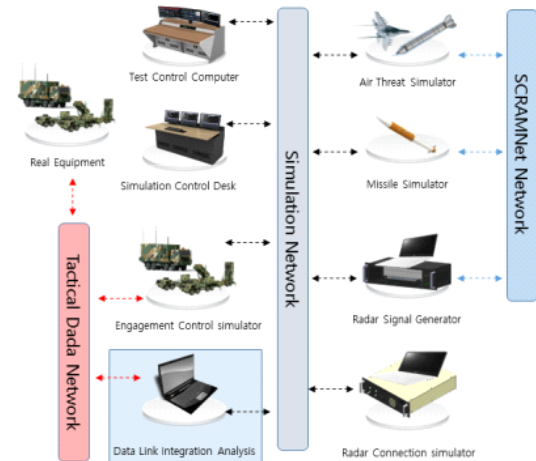 Test Control Computer
Air Threat Simulator
Real Equipment
Simulation Control Desk
Missile Simulator
SCRAMNet Network
Simulation Network
Tactical Dada Network
Engagement Control simulator
Radar Signal Generator
Data Link Integration Analysis
Radar Connection simulator